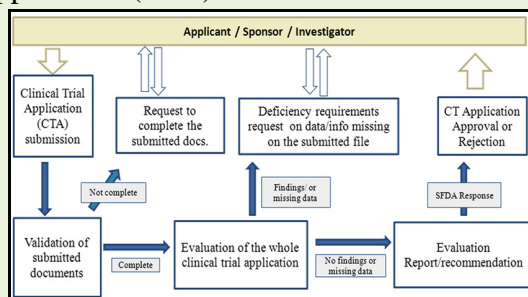 Applicant / Sponsor / Investigator
Clinical Trial
Application
(CTA)
submission
Request to
complete the
submitted docs.
Deficiency requirements
request on data/info missing
on the submitted file
CT Application
Approval or
Rejection
Not complete
Findings/ or
missing data
SFDA Response
Validation of
submitted
documents
Complete
Evaluation of the whole
clinical trial application
No findings or
missing data
Evaluation
Report/recommendation